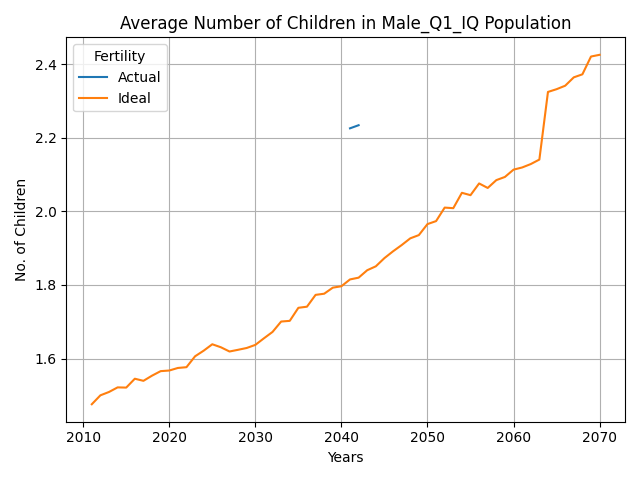 Average Number of Children in Male_Q1_IQ Population
Fertility
Actual
Ideal
No. of Children
2.4
2.2
2.0
1.8
1.6
2010 2020 2030 2040 2050 2060 2070
Years